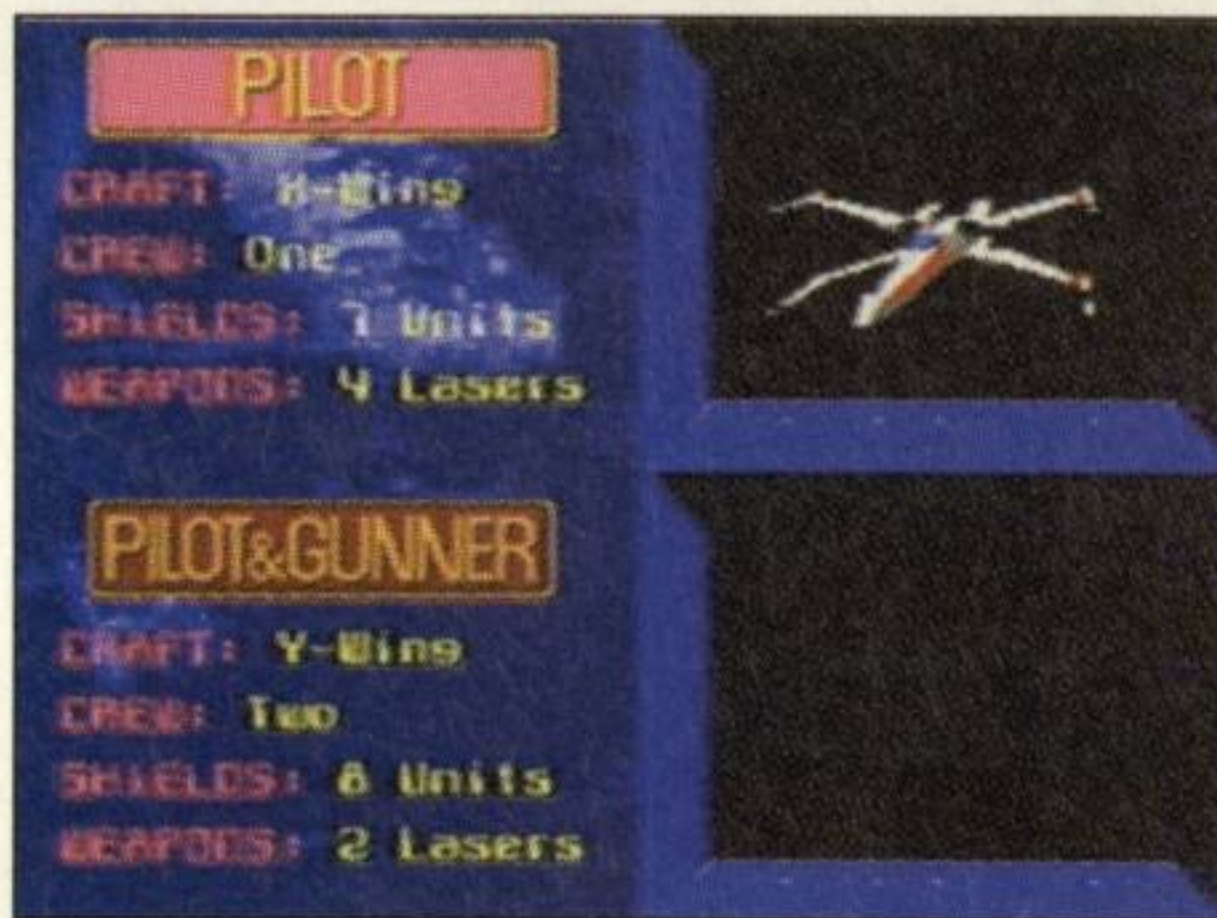 PILOT
CRAFT: X-Wing
CREW: One
SHIELDS: 7 Units
WEAPONS: 4 Lasers
PILOT&GUNNER
CRAFT: Y-Wing
CREW: Two
SHIELDS: 8 Units
WEAPONS: 2 Lasers